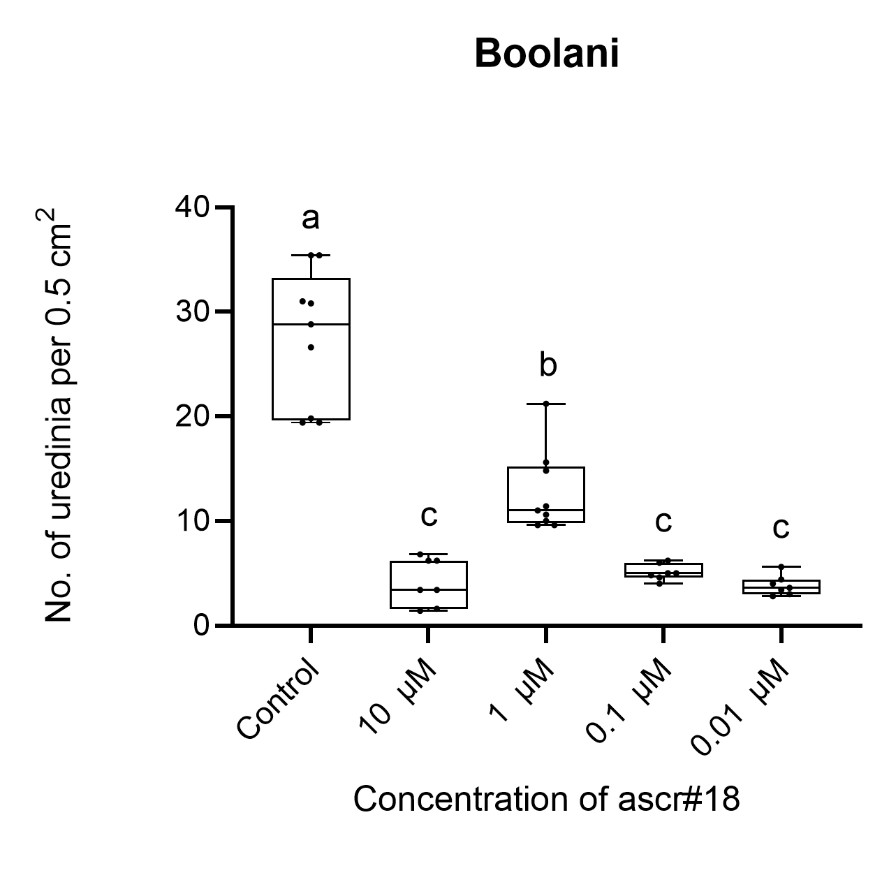 Boolani
No. of uredinia per 0.5 cm²
40
30
20
10
0
a
c
b
c
c
Control
10 µM
1 µM
0.1 µM
0.01 µM
Concentration of ascr#18